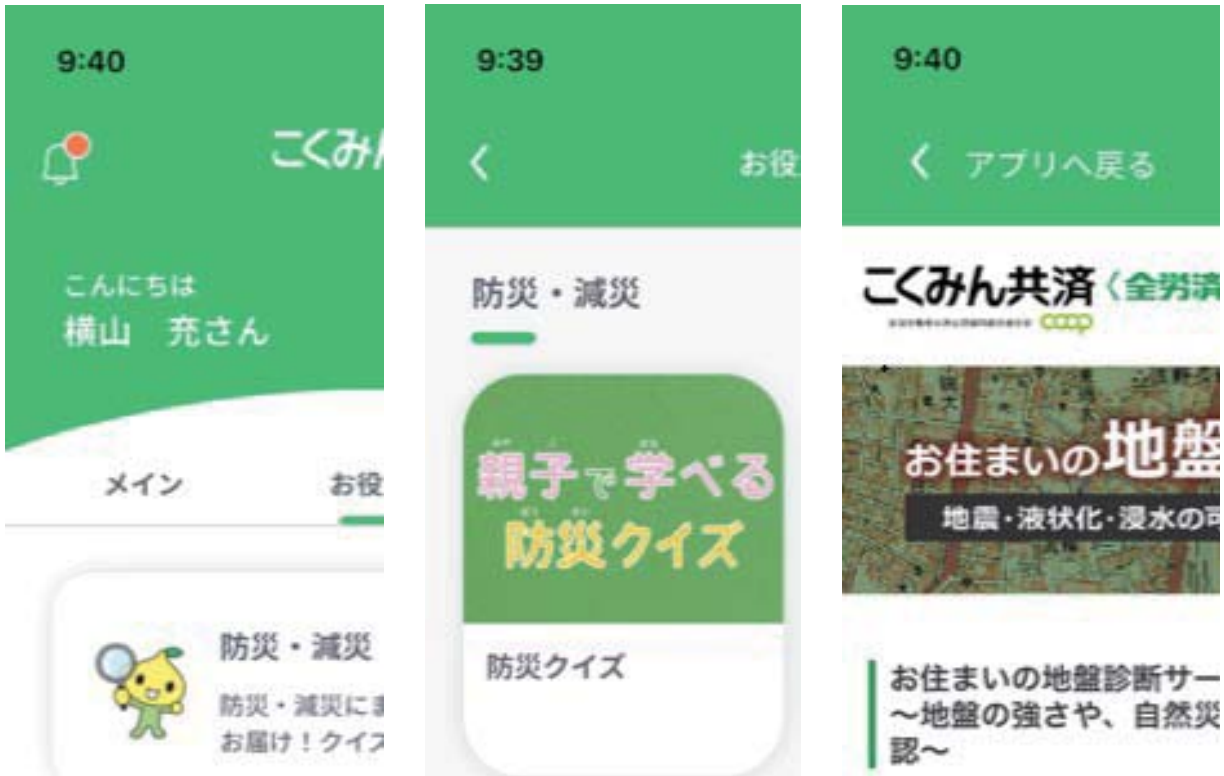 9:40
こくみん
こんにちは
横山 充さん
メイン
お役
防災・減災
防災・減災にま
お届け!クイズ
9:39
お役
防災・減災
親子で学べる
防災クイズ
防災クイズ
9:40
アプリへ戻る
こくみん共済〈全労済
coop
お住まいの地盤
地震・液状化・浸水の可
お住まいの地盤診断サー
〜地盤の強さや、自然災
認〜